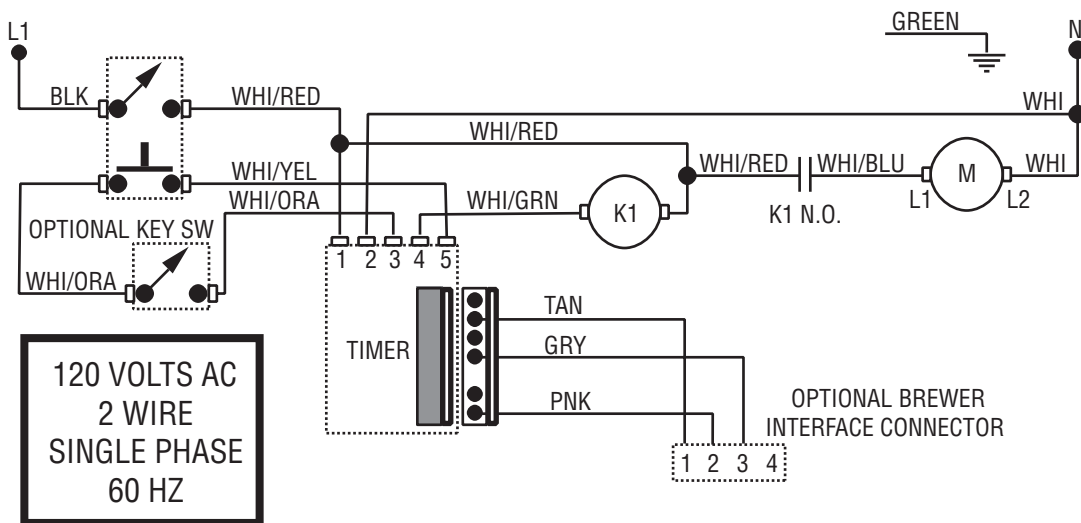 L1
GREEN
N
BLK
WHI/RED
WHI
WHI/RED
WHI/YEL
WHI/RED
WHI/BLU
M
WHI
WHI/ORA
WHI/GRN
K1
L1
L2
K1 N.O.
OPTIONAL KEY SW
1 2 3 4 5
WHI/ORA
TAN
TIMER
GRY
PNK
120 VOLTS AC
2 WIRE
SINGLE PHASE
60 HZ
OPTIONAL BREWER
INTERFACE CONNECTOR
1 2 3 4